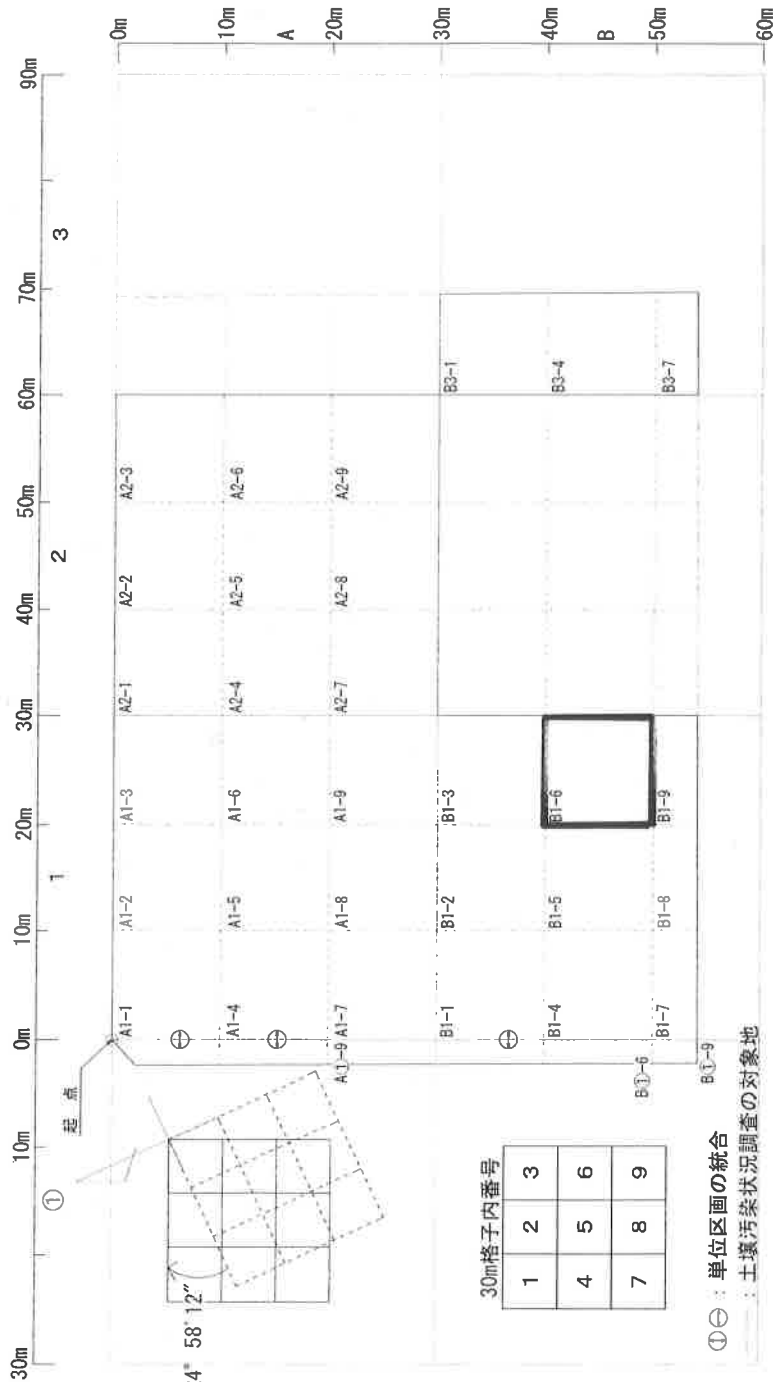 30m 10m 0m 10m 20m 30m 40m 50m 60m 70m 90m
① 1 2 3
起点
0m
10m
A
20m
30m
40m
B
50m
60m
A1-1 A1-2 A1-3 A2-1 A2-2 A2-3
A1-4 A1-5 A1-6 A2-4 A2-5 A2-6
A①-9 A1-7 A1-8 A1-9 A2-7 A2-8 A2-9
B1-1 B1-2 B1-3 B3-1
B1-4 B1-5 B1-6 B3-4
B①-6
B1-7 B1-8 B1-9 B3-7
B①-9
4° 58' 12"
30m格子内番号
1 2 3
4 5 6
7 8 9
：単位区画の統合
：土壌汚染状況調査の対象地